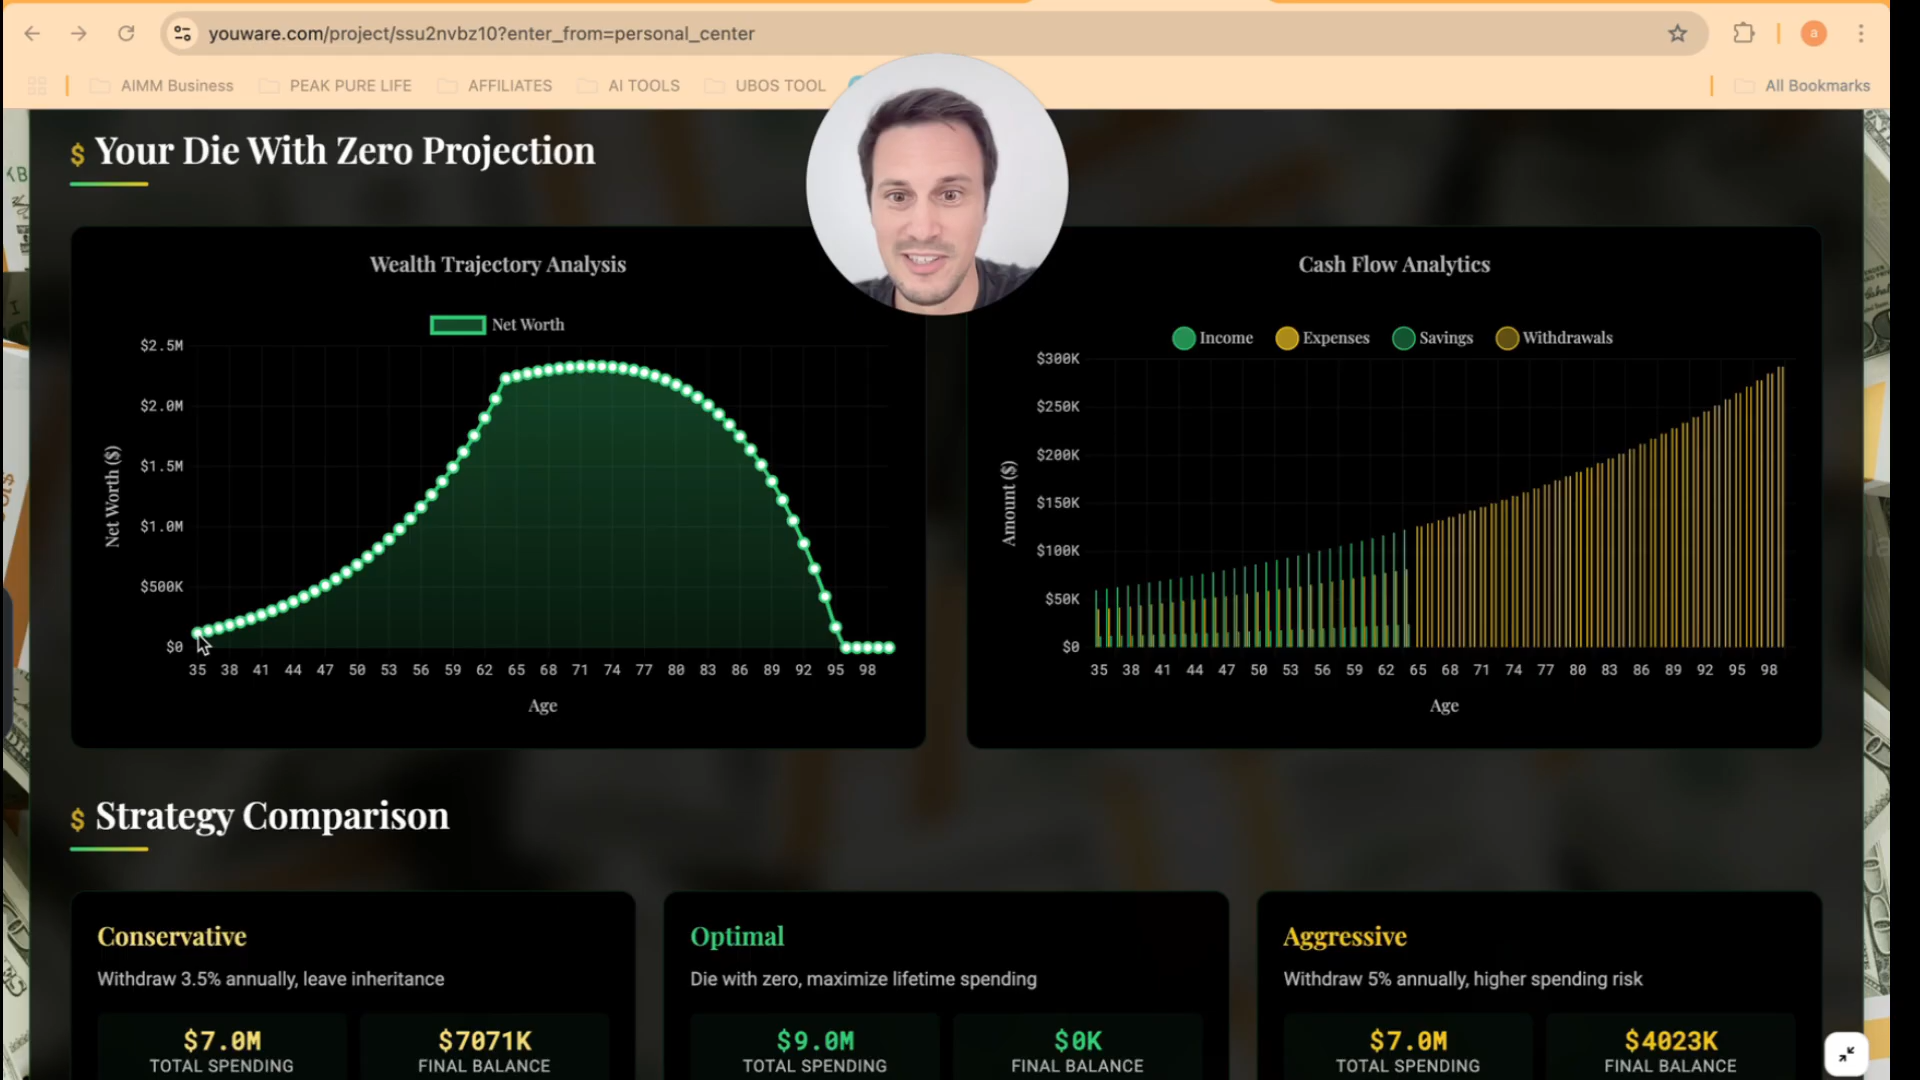 youware.com/project/ssu2nvbz10?enter_from=personal_center
a
AIMM Business
PEAK PURE LIFE
AFFILIATES
AI TOOLS
UBOS TOOL
All Bookmarks
$ Your Die With Zero Projection
Wealth Trajectory Analysis
Net Worth
$2.5M
$2.0M
$1.5M
$1.0M
$500K
$0
Net Worth ($)
35 38 41 44 47 50 53 56 59 62 65 68 71 74 77 80 83 86 89 92 95 98
Age
Cash Flow Analytics
Income Expenses Savings Withdrawals
$300K
$250K
$200K
$150K
$100K
$50K
$0
Amount ($)
35 38 41 44 47 50 53 56 59 62 65 68 71 74 77 80 83 86 89 92 95 98
Age
$ Strategy Comparison
Conservative
Withdraw 3.5% annually, leave inheritance
$7.0M
TOTAL SPENDING
$7071K
FINAL BALANCE
Optimal
Die with zero, maximize lifetime spending
$9.0M
TOTAL SPENDING
$0K
FINAL BALANCE
Aggressive
Withdraw 5% annually, higher spending risk
$7.0M
TOTAL SPENDING
$4023K
FINAL BALANCE